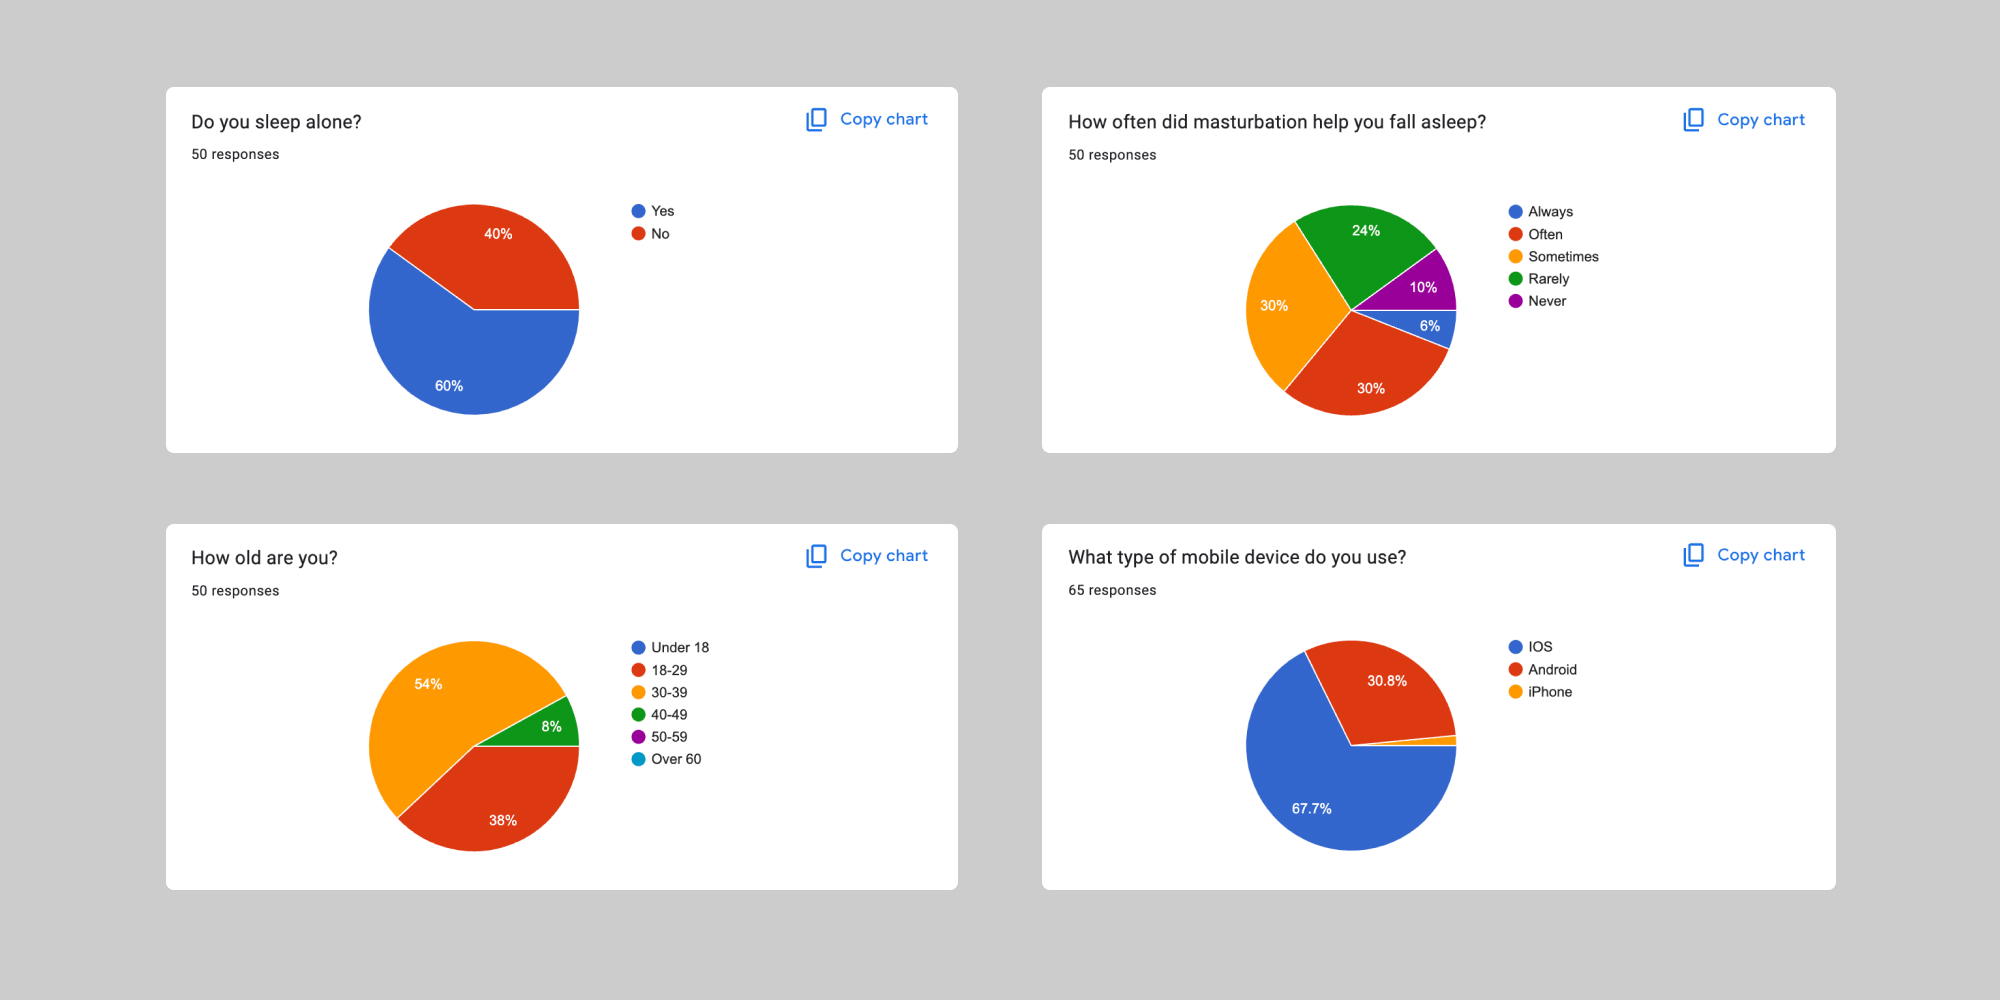 Do you sleep alone?
Copy chart
50 responses
Yes
No
40%
60%
How often did masturbation help you fall asleep?
Copy chart
50 responses
Always
Often
Sometimes
Rarely
Never
24%
10%
30%
6%
30%
How old are you?
Copy chart
50 responses
Under 18
18-29
30-39
40-49
50-59
Over 60
54%
8%
38%
What type of mobile device do you use?
Copy chart
65 responses
IOS
Android
iPhone
30.8%
67.7%